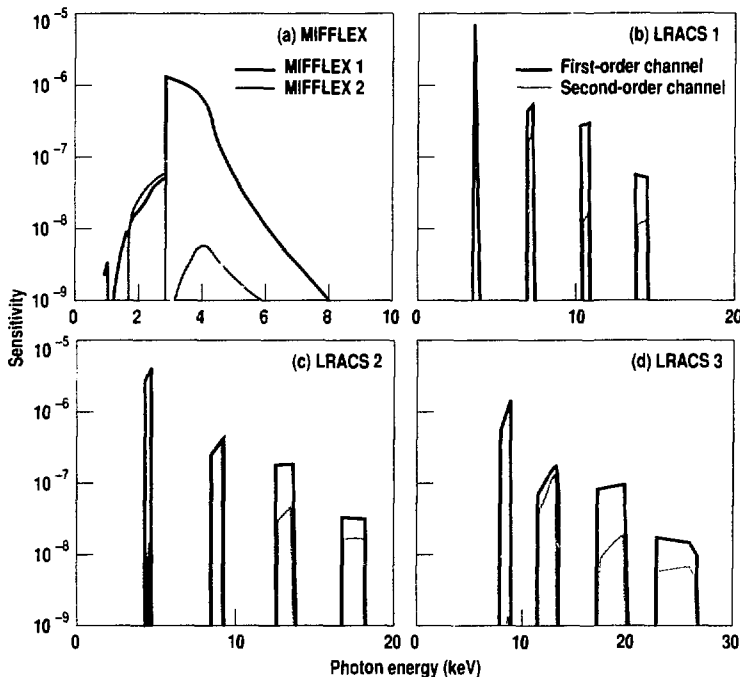 10⁻⁵
(a) MIFFLEX
MIFFLEX 1
MIFFLEX 2
10⁻⁶
10⁻⁷
10⁻⁸
10⁻⁹
0 2 4 6 8 10
(b) LRACS 1
First-order channel
Second-order channel
0 10 20
Sensitivity
10⁻⁵
(c) LRACS 2
10⁻⁶
10⁻⁷
10⁻⁸
10⁻⁹
0 10 20
(d) LRACS 3
0 10 20 30
Photon energy (keV)